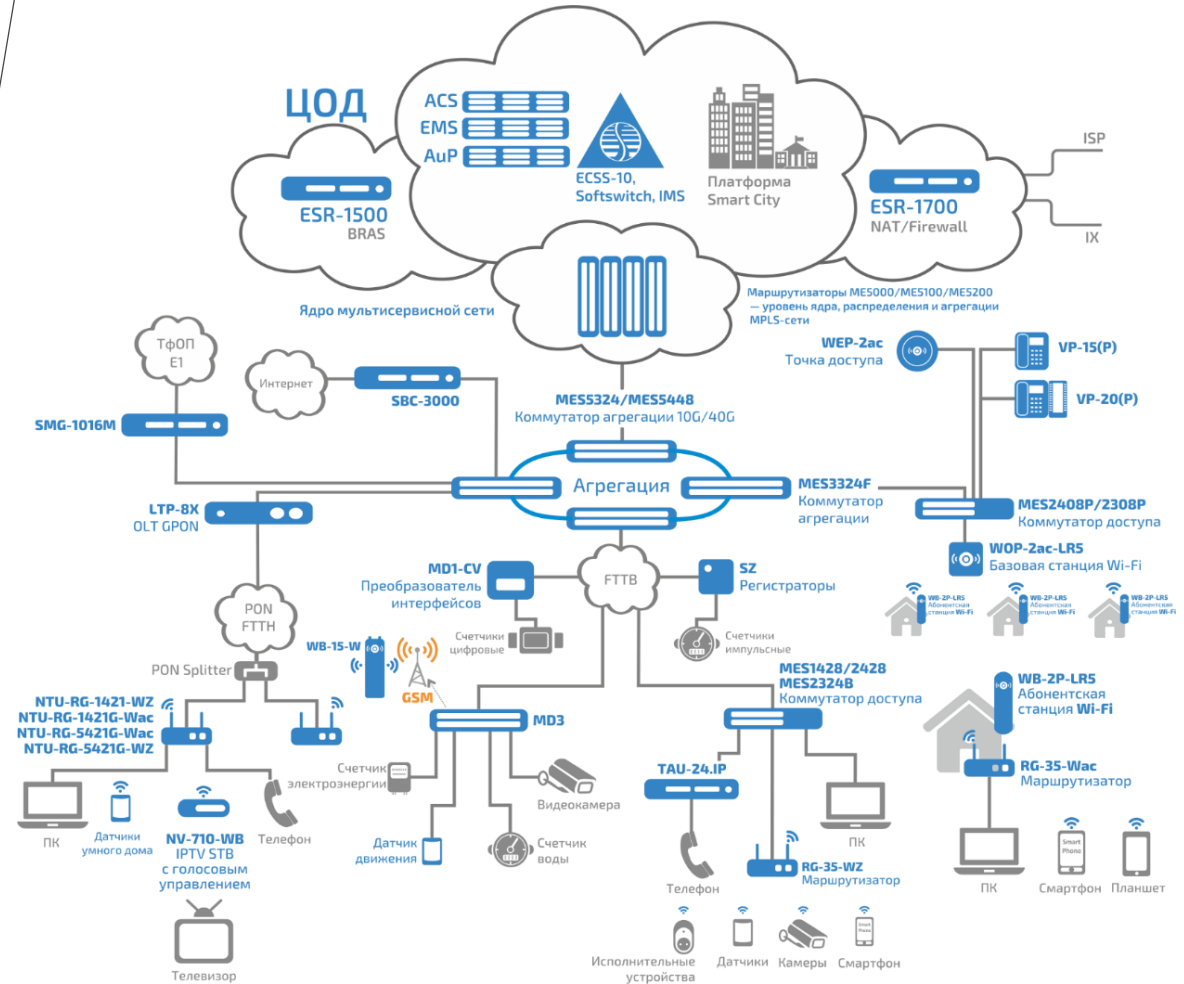 ЦОД
ACS
EMS
AuP
ECSS-10,
Softswitch, IMS
Платформа
Smart City
ESR-1500
BRAS
ESR-1700
NAT/Firewall
ISP
IX
Ядро мультисервисной сети
Маршрутизаторы ME5000/ME5100/ME5200
— уровень ядра, распределения и агрегации
MPLS-сети
ТфОП
E1
Интернет
SBC-3000
SMG-1016M
MES5324/MES5448
Коммутатор агрегации 10G/40G
WEP-2ac
Точка доступа
VP-15(P)
VP-20(P)
Агрегация
MES3324F
Коммутатор
агрегации
MES2408P/2308P
Коммутатор доступа
LTP-8X
OLT GPON
WOP-2ac-LR5
Базовая станция Wi-Fi
MD1-CV
Преобразователь
интерфейсов
FTTB
SZ
Регистраторы
WB-2P-LR5
Абонентская
станция Wi-Fi
WB-2P-LR5
Абонентская
станция Wi-Fi
WB-2P-LR5
Абонентская
станция Wi-Fi
PON
FTTH
Счетчики
цифровые
Счетчики
импульсные
WB-15-W
GSM
PON Splitter
MES1428/2428
MES2324B
Коммутатор доступа
WB-2P-LR5
Абонентская
станция Wi-Fi
NTU-RG-1421-WZ
NTU-RG-1421G-Wac
NTU-RG-5421G-Wac
NTU-RG-5421G-WZ
MD3
Счетчик
электроэнергии
Видеокамера
TAU-24.IP
RG-35-Wac
Маршрутизатор
ПК
Датчики
умного дома
NV-710-WB
IPTV STB
с голосовым
управлением
Телефон
Датчик
движения
Счетчик
воды
ПК
Телефон
RG-35-WZ
Маршрутизатор
Smart
Phone
ПК
Смартфон
Планшет
Телевизор
Smart
Phone
Исполнительные
устройства
Датчики
Камеры
Смартфон